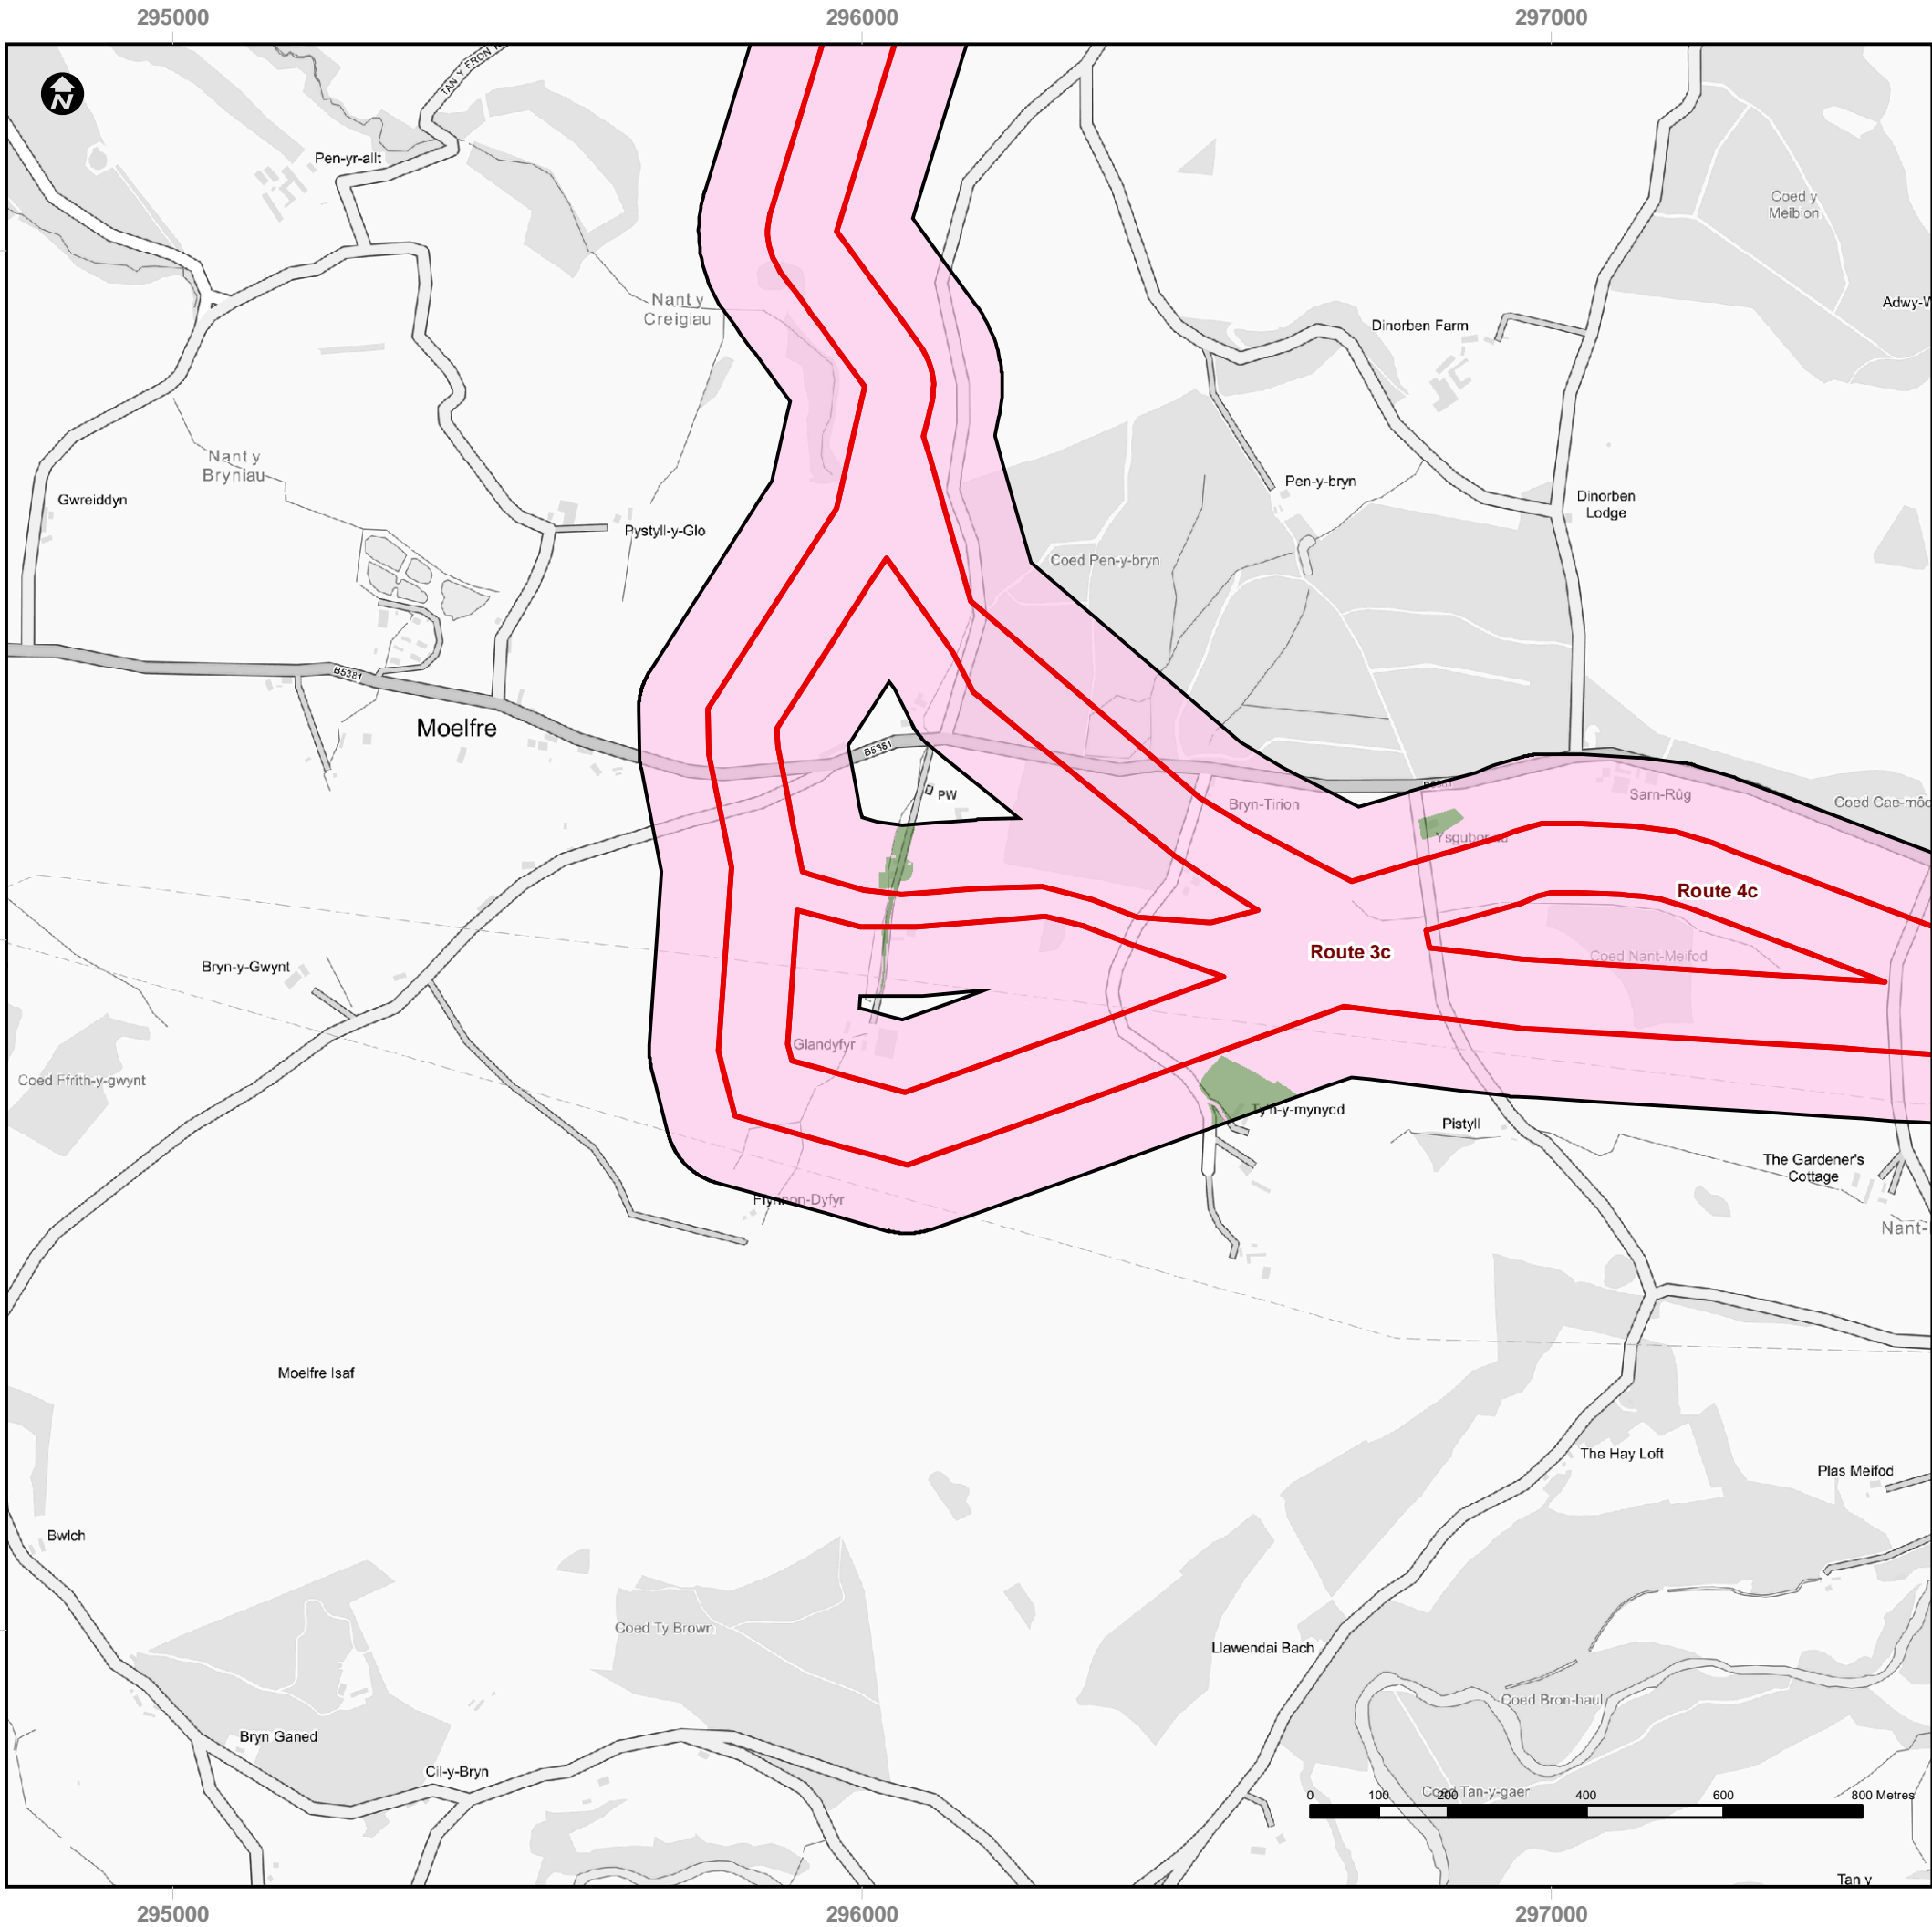 295000
296000
297000
N
TAN Y FRON R
Pen-yr-allt
Coed y
Meibion
Nant y
Creigiau
Adwy-W
Dinorben Farm
Nant y
Bryniau
Gwreiddyn
Pen-y-bryn
Dinorben
Lodge
Pystyll-y-Glo
Coed Pen-y-bryn
B5381
Moelfre
B5381
PW
Bryn-Tirion
Sarn-Rûg
Coed Cae-môc
Route 4c
Route 3c
Coed Nant-Meifod
Bryn-y-Gwynt
Glandyfyr
Coed Ffrith-y-gwynt
Ty'n-y-mynydd
Pistyll
The Gardener's
Cottage
Ffynnon-Dyfyr
Nant-
Moelfre Isaf
The Hay Loft
Plas Meifod
Bwlch
Coed Ty Brown
Llawendai Bach
Coed Bron-haul
Bryn Ganed
Cil-y-Bryn
Coed Tan-y-gaer
0 100 200 400 600 800 Metres
Tan y
295000
296000
297000